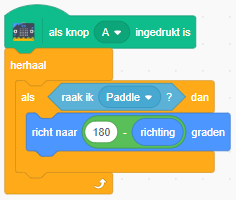 als knop A ingedrukt is
herhaal
als raak ik Paddle ? dan
richt naar 180 - richting graden